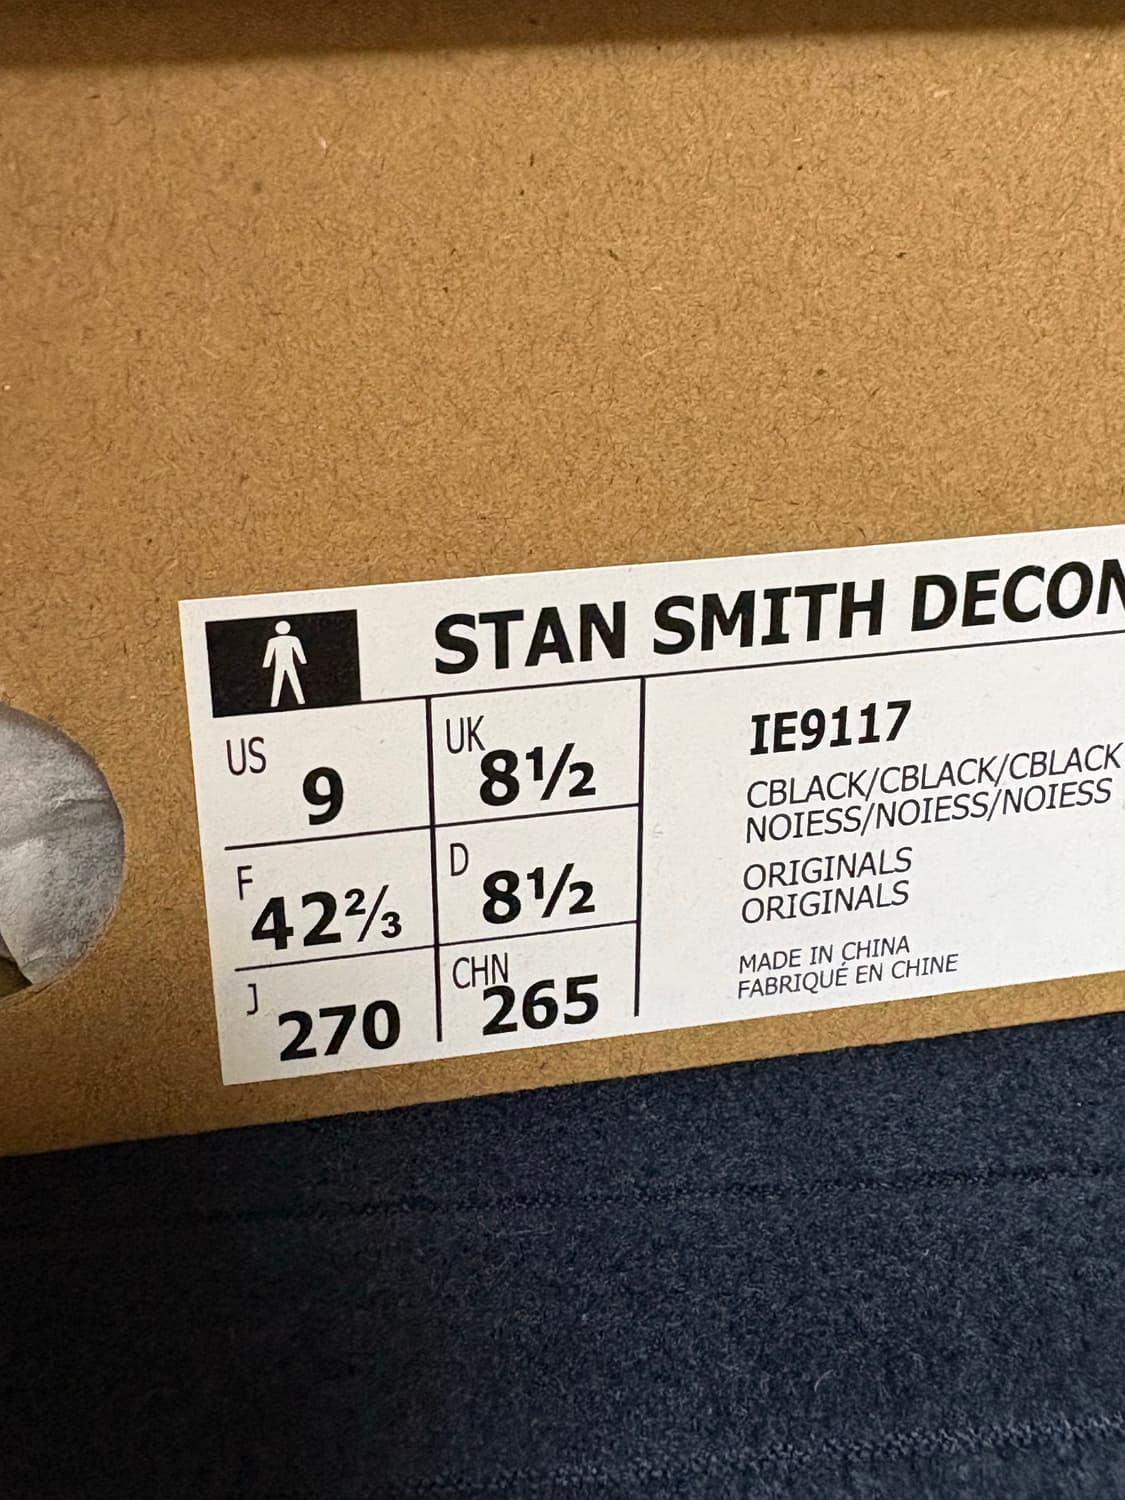 STAN SMITH DECON
US 9
UK 8½
F 42⅔
D 8½
J 270
CHN 265
IE9117
CBLACK/CBLACK/CBLACK
NOIESS/NOIESS/NOIESS
ORIGINALS
ORIGINALS
MADE IN CHINA
FABRIQUÉ EN CHINE